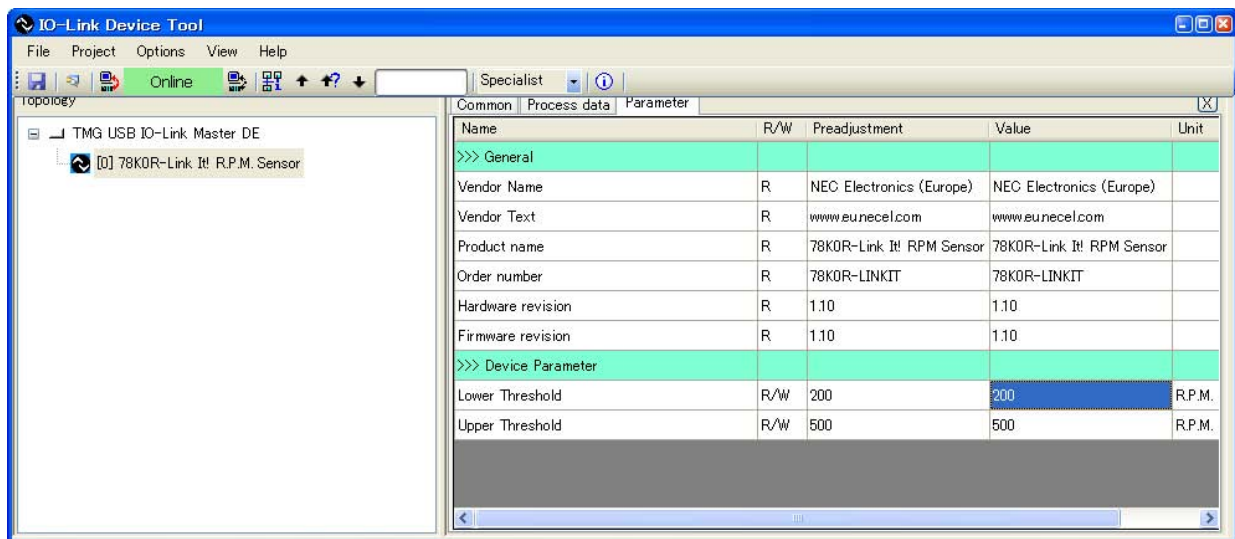 IO-Link Device Tool
File Project Options View Help
Online Specialist
Topology
Common Process data Parameter
TMG USB IO-Link Master DE
[0] 78K0R-Link It! R.P.M. Sensor
Name R/W Preadjustment Value Unit
>>> General
Vendor Name R NEC Electronics (Europe) NEC Electronics (Europe)
Vendor Text R www.eu.necel.com www.eu.necel.com
Product name R 78K0R-Link It! RPM Sensor 78K0R-Link It! RPM Sensor
Order number R 78K0R-LINKIT 78K0R-LINKIT
Hardware revision R 1.10 1.10
Firmware revision R 1.10 1.10
>>> Device Parameter
Lower Threshold R/W 200 200 R.P.M.
Upper Threshold R/W 500 500 R.P.M.